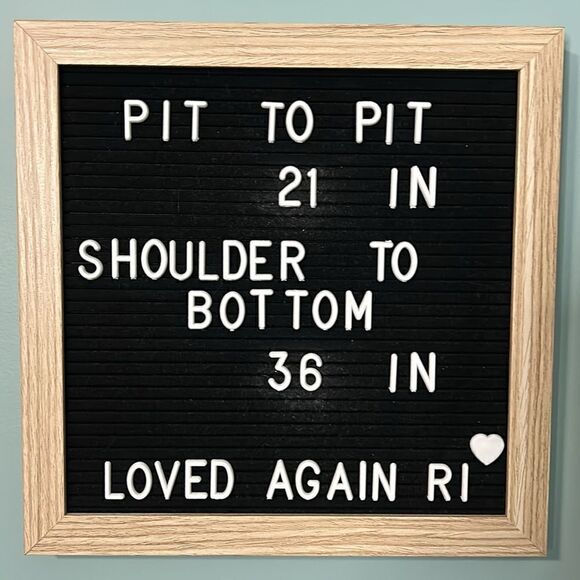 PIT TO PIT
21 IN
SHOULDER TO
BOTTOM
36 IN
LOVED AGAIN RI